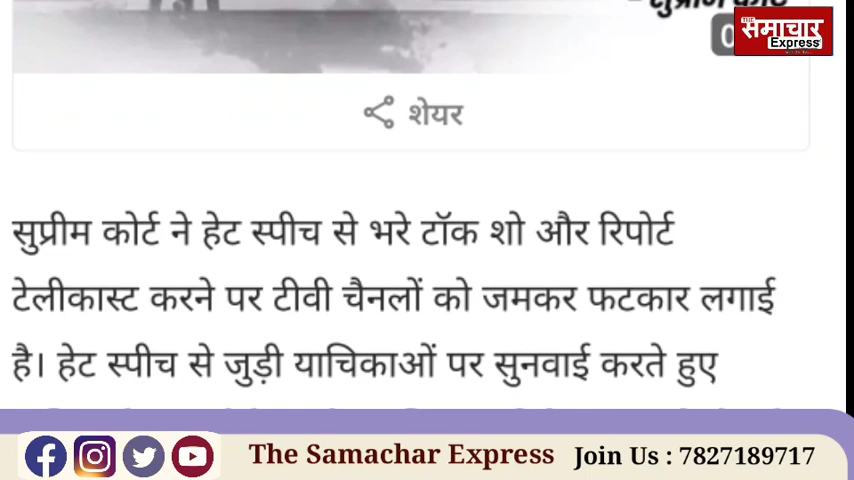 THE
समाचार
Express
शेयर
सुप्रीम कोर्ट ने हेट स्पीच से भरे टॉक शो और रिपोर्ट
टेलीकास्ट करने पर टीवी चैनलों को जमकर फटकार लगाई
है। हेट स्पीच से जुड़ी याचिकाओं पर सुनवाई करते हुए
The Samachar Express Join Us : 7827189717